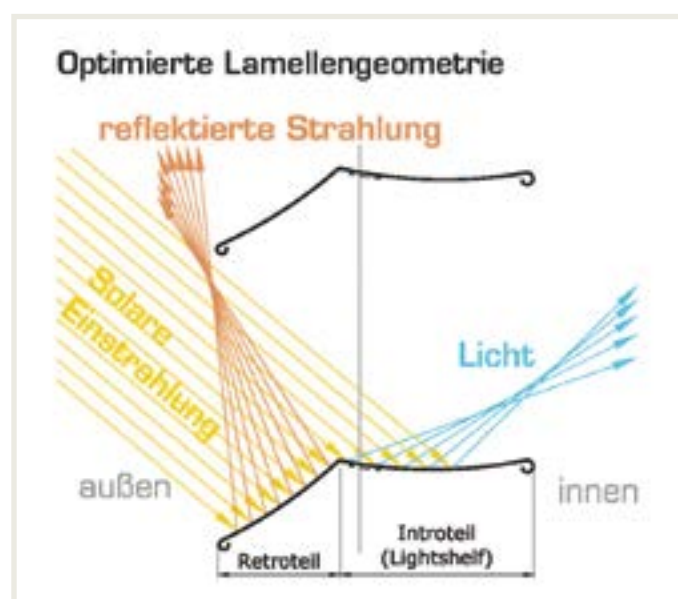 Optimierte Lamellengeometrie
reflektierte Strahlung
Solare
Einstrahlung
Licht
außen
innen
Retroteil
Introteil
(Lightshelf)